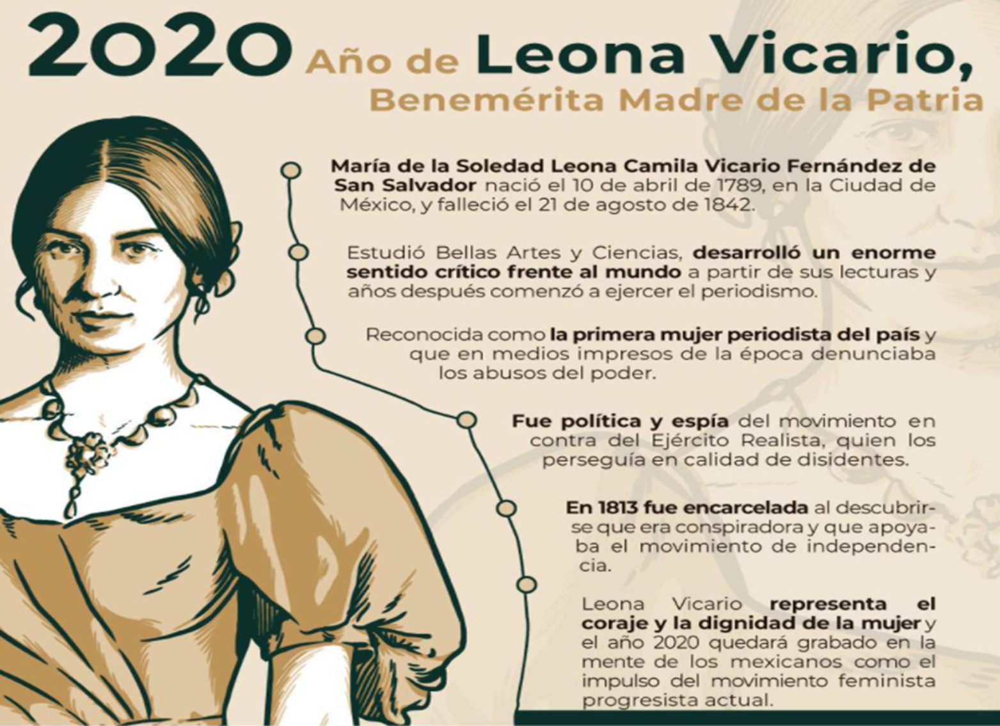 2020 Año de Leona Vicario,
Benemérita Madre de la Patria
María de la Soledad Leona Camila Vicario Fernández de
San Salvador nació el 10 de abril de 1789, en la Ciudad de
México, y falleció el 21 de agosto de 1842.
Estudió Bellas Artes y Ciencias, desarrolló un enorme
sentido crítico frente al mundo a partir de sus lecturas y
años después comenzó a ejercer el periodismo.
Reconocida como la primera mujer periodista del país y
que en medios impresos de la época denunciaba
los abusos del poder.
Fue política y espía del movimiento en
contra del Ejército Realista, quien los
perseguía en calidad de disidentes.
En 1813 fue encarcelada al descubrir-
se que era conspiradora y que apoya-
ba el movimiento de independen-
cia.
Leona Vicario representa el
coraje y la dignidad de la mujer y
el año 2020 quedará grabado en la
mente de los mexicanos como el
impulso del movimiento feminista
progresista actual.